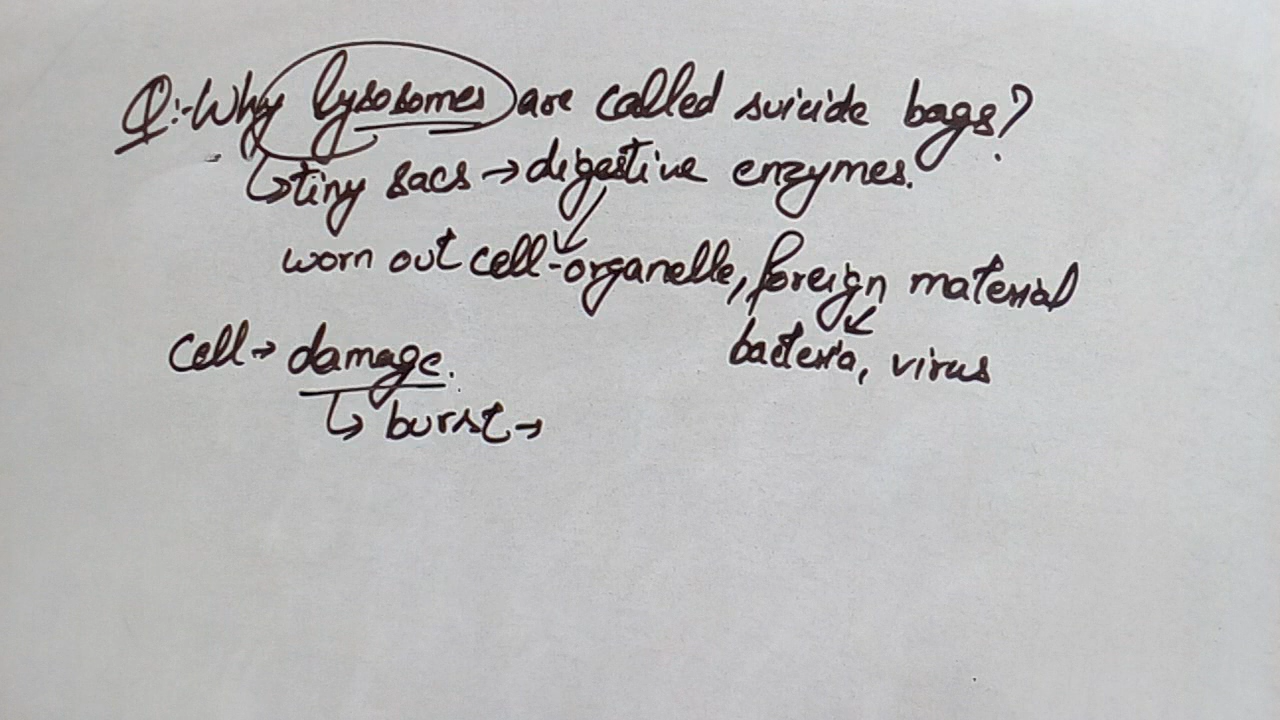 Q:-Why lysosomes are called suicide bags?
↳tiny sacs → digestive enzymes.
worn out cell-organelle, foreign material
cell→ damage.
bacteria, virus
↳ burst →